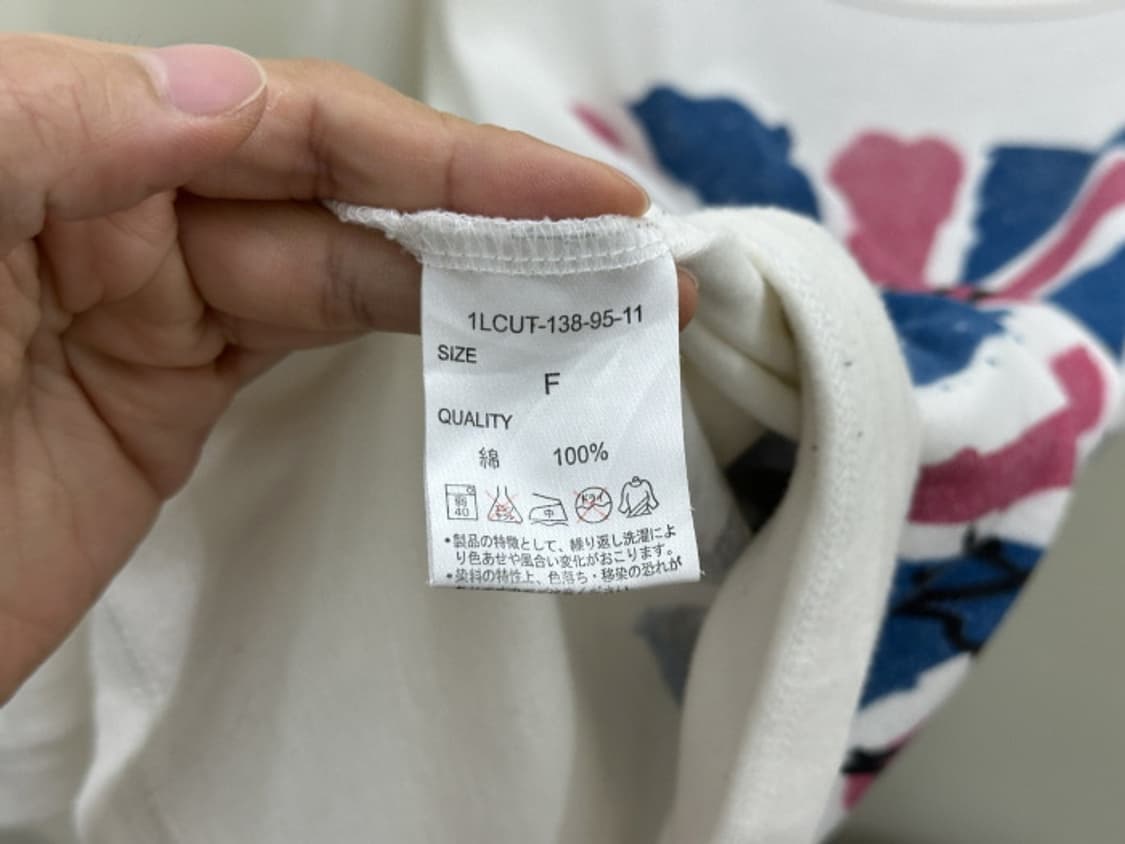 1LCUT-138-95-11
SIZE
F
QUALITY
綿 100%
40 中 ドライ
•製品の特徴として、繰り返し洗濯によ
り色あせや風合い変化がおこります。
•染料の特性上、色落ち・移染の恐れが